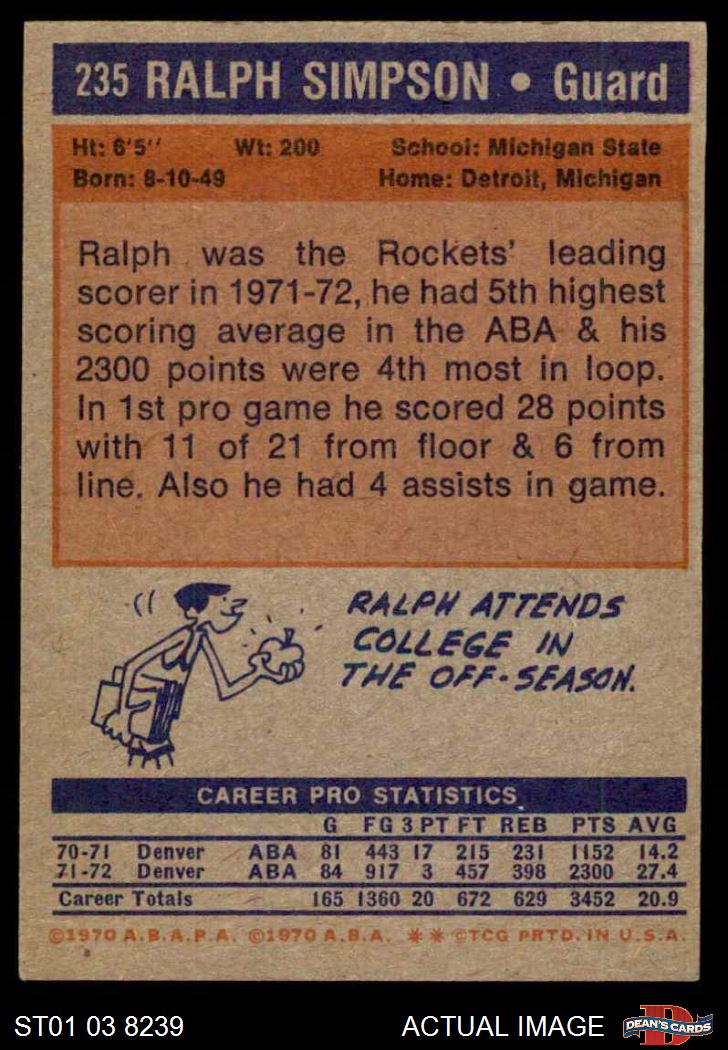 235 RALPH SIMPSON • Guard
Ht: 6'5'' Wt: 200 School: Michigan State
Born: 8-10-49 Home: Detroit, Michigan
Ralph was the Rockets' leading
scorer in 1971-72, he had 5th highest
scoring average in the ABA & his
2300 points were 4th most in loop.
In 1st pro game he scored 28 points
with 11 of 21 from floor & 6 from
line. Also he had 4 assists in game.
RALPH ATTENDS
COLLEGE IN
THE OFF-SEASON.
CAREER PRO STATISTICS
G FG 3 PT FT REB PTS AVG
70-71 Denver ABA 81 443 17 215 231 1152 14.2
71-72 Denver ABA 84 917 3 457 398 2300 27.4
Career Totals 165 1360 20 672 629 3452 20.9
©1970 A.B.A.P.A. ©1970 A.B.A. ** ©TCG PRTD. IN U.S.A.
ST01 03 8239 ACTUAL IMAGE D DEAN'S CARDS